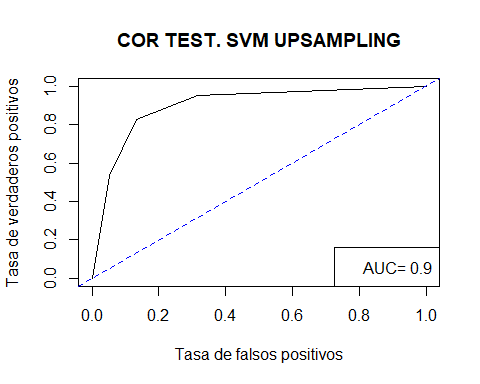 COR TEST. SVM UPSAMPLING
Tasa de verdaderos positivos
1.0
0.8
0.6
0.4
0.2
0.0
AUC= 0.9
0.0 0.2 0.4 0.6 0.8 1.0
Tasa de falsos positivos